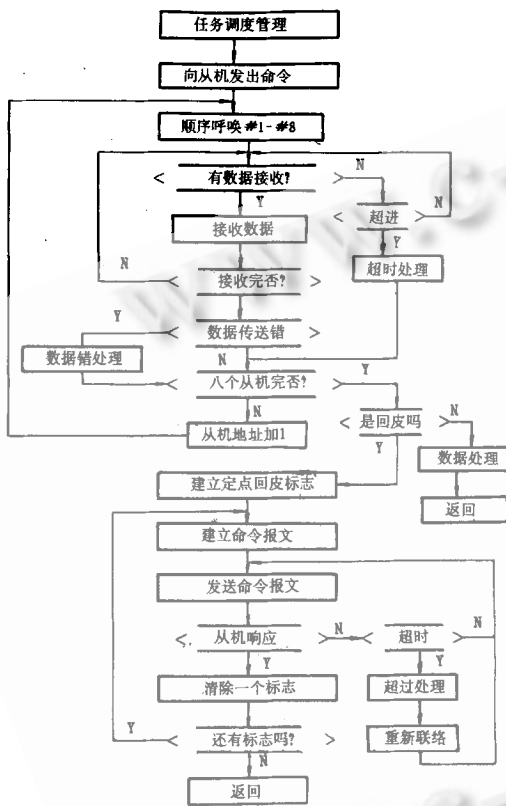 任务调度管理
向从机发出命令
顺序呼唤#1-#8
有数据接收?
N
Y
N
接收数据
超进
Y
N
接收完否?
超时处理
Y
数据传送错
数据错处理
N
八个从机完否?
Y
N
从机地址加1
是回皮吗
N
Y
数据处理
建立定点回皮标志
返回
建立命令报文
发送命令报文
N
从机响应
N
超时
Y
Y
清除一个标志
超过处理
Y
还有标志吗?
重新联络
N
返回